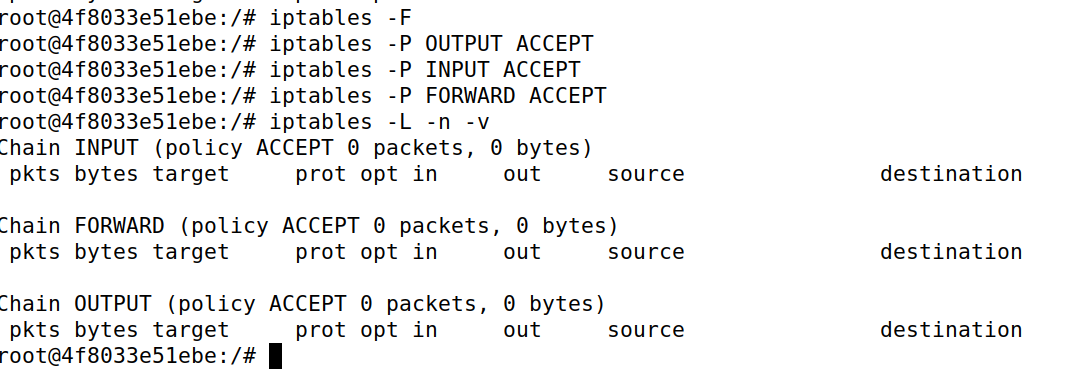 root@4f8033e51ebe:/# iptables -F
root@4f8033e51ebe:/# iptables -P OUTPUT ACCEPT
root@4f8033e51ebe:/# iptables -P INPUT ACCEPT
root@4f8033e51ebe:/# iptables -P FORWARD ACCEPT
root@4f8033e51ebe:/# iptables -L -n -v
Chain INPUT (policy ACCEPT 0 packets, 0 bytes)
 pkts bytes target     prot opt in     out     source               destination

Chain FORWARD (policy ACCEPT 0 packets, 0 bytes)
 pkts bytes target     prot opt in     out     source               destination

Chain OUTPUT (policy ACCEPT 0 packets, 0 bytes)
 pkts bytes target     prot opt in     out     source               destination
root@4f8033e51ebe:/#